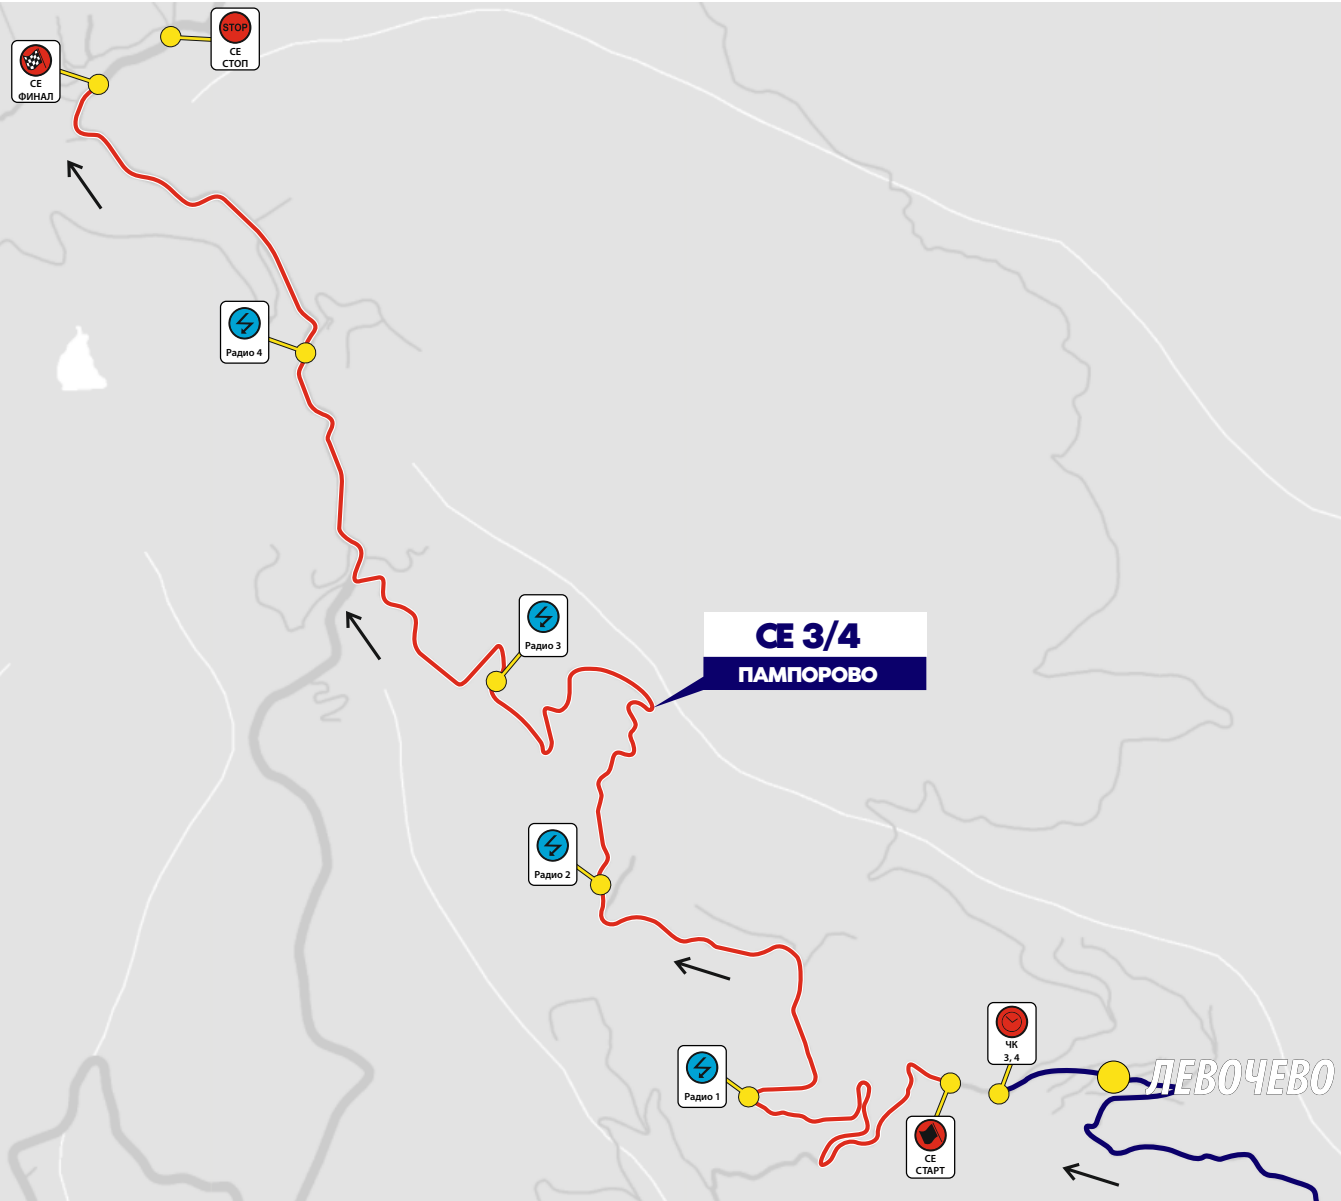 STOP
СЕ
СТОП
СЕ
ФИНАЛ
Радио 4
Радио 3
СЕ 3/4
ПАМПОРОВО
Радио 2
ЧК
3, 4
Радио 1
ЛЕВОЧЕВО
СЕ
СТАРТ